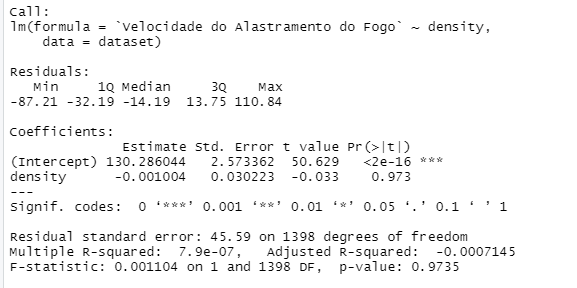 Call:
lm(formula = `Velocidade do Alastramento do Fogo` ~ density,
    data = dataset)
Residuals:
   Min     1Q Median     3Q    Max
-87.21 -32.19 -14.19  13.75 110.84
Coefficients:
              Estimate Std. Error t value Pr(>|t|)
(Intercept) 130.286044   2.573362  50.629   <2e-16 ***
density      -0.001004   0.030223  -0.033    0.973
---
Signif. codes:  0 ‘***’ 0.001 ‘**’ 0.01 ‘*’ 0.05 ‘.’ 0.1 ‘ ’ 1
Residual standard error: 45.59 on 1398 degrees of freedom
Multiple R-squared:  7.9e-07,	Adjusted R-squared:  -0.0007145
F-statistic: 0.001104 on 1 and 1398 DF,  p-value: 0.9735